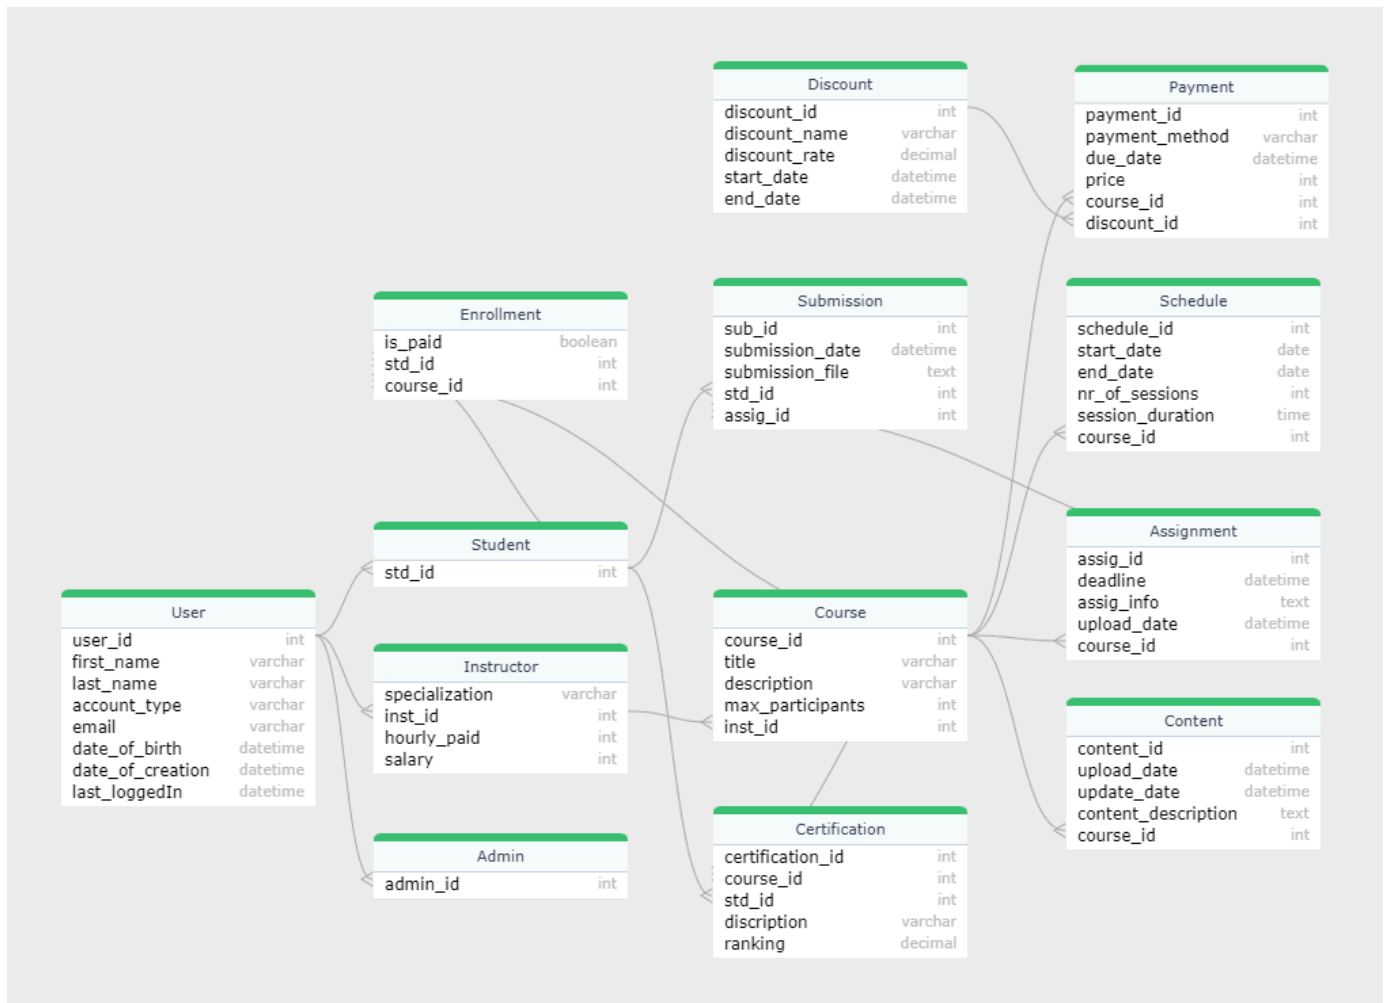 Discount
discount_id int
discount_name varchar
discount_rate decimal
start_date datetime
end_date datetime
Payment
payment_id int
payment_method varchar
due_date datetime
price int
course_id int
discount_id int
Enrollment
is_paid boolean
std_id int
course_id int
Submission
sub_id int
submission_date datetime
submission_file text
std_id int
assig_id int
Schedule
schedule_id int
start_date date
end_date date
nr_of_sessions int
session_duration time
course_id int
Student
std_id int
Assignment
assig_id int
deadline datetime
assig_info text
upload_date datetime
course_id int
User
user_id int
first_name varchar
last_name varchar
account_type varchar
email varchar
date_of_birth datetime
date_of_creation datetime
last_loggedIn datetime
Instructor
specialization varchar
inst_id int
hourly_paid int
salary int
Course
course_id int
title varchar
description varchar
max_participants int
inst_id int
Content
content_id int
upload_date datetime
update_date datetime
content_description text
course_id int
Admin
admin_id int
Certification
certification_id int
course_id int
std_id int
discription varchar
ranking decimal